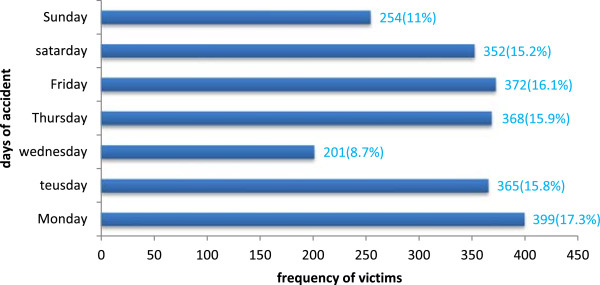 Sunday 254(11%)
satarday 352(15.2%)
Friday 372(16.1%)
Thursday 368(15.9%)
wednesday 201(8.7%)
teusday 365(15.8%)
Monday 399(17.3%)
0 50 100 150 200 250 300 350 400 450
frequency of victims
days of accident